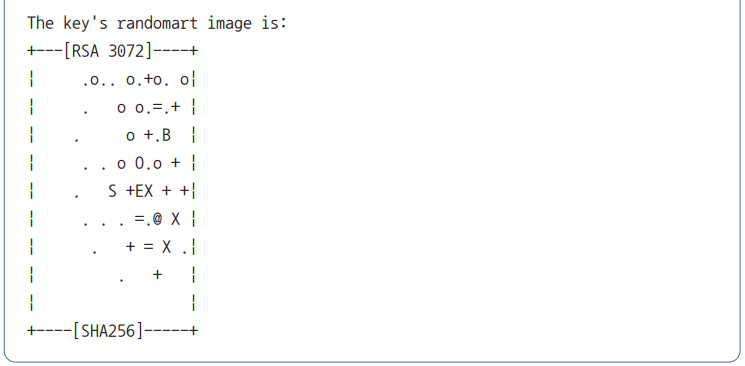 The key's randomart image is:
+---[RSA 3072]----+
|     .o.. o.+o. o|
|     .   o o.=.+ |
|    .     o +.B  |
|     . . o O.o + |
|    .   S +EX + +|
|     . . . =.@ X |
|      .   + = X .|
|         .   +   |
|                 |
+----[SHA256]-----+